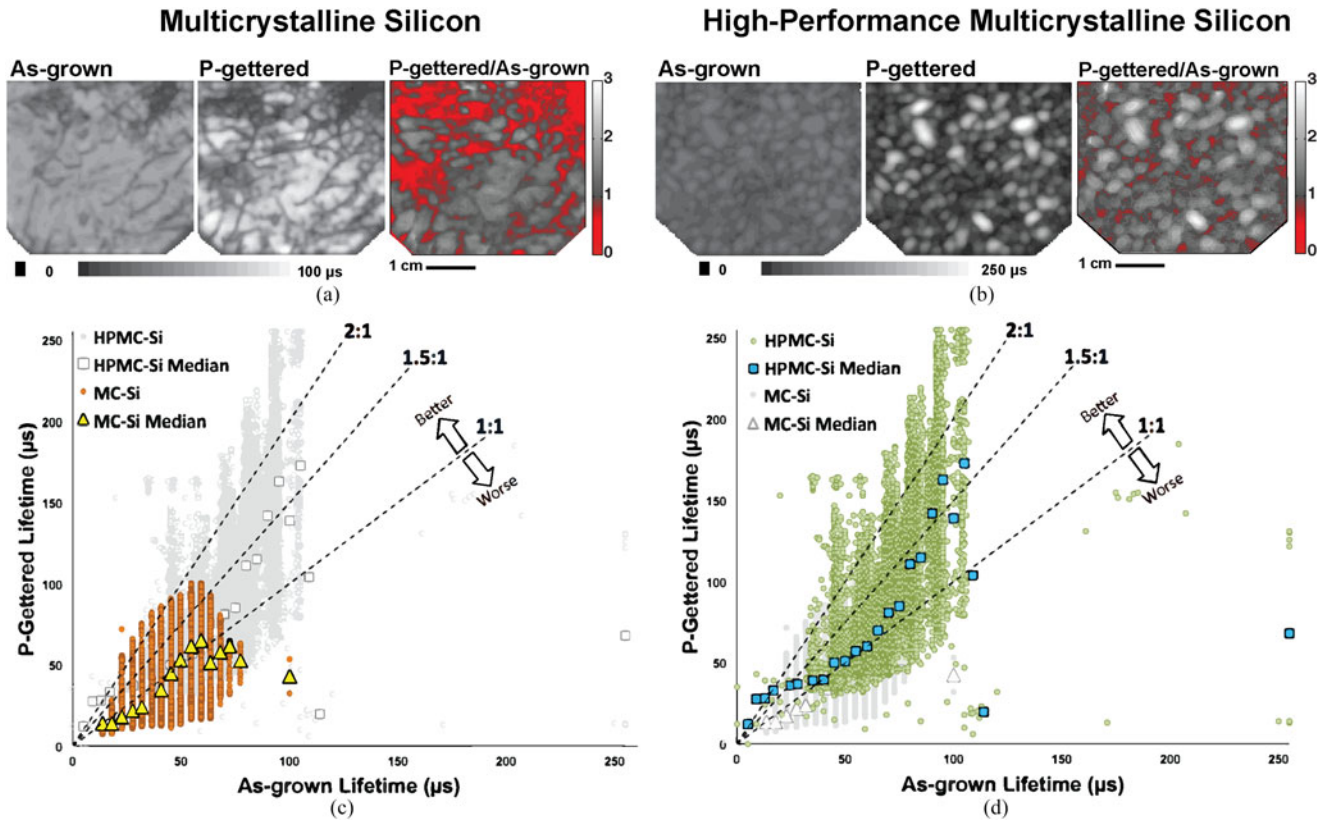 Multicrystalline Silicon
High-Performance Multicrystalline Silicon
As-grown
P-gettered
P-gettered/As-grown
3
2
1
0
0
100 µs
1 cm
(a)
As-grown
P-gettered
P-gettered/As-grown
3
2
1
0
0
250 µs
1 cm
(b)
HPMC-Si
HPMC-Si Median
MC-Si
MC-Si Median
2:1
1.5:1
1:1
Better
Worse
250
200
150
100
50
0
P-Gettered Lifetime (µs)
0
50
100
150
200
250
As-grown Lifetime (µs)
(c)
HPMC-Si
HPMC-Si Median
MC-Si
MC-Si Median
2:1
1.5:1
1:1
Better
Worse
250
200
150
100
50
0
P-Gettered Lifetime (µs)
0
50
100
150
200
250
As-grown Lifetime (µs)
(d)